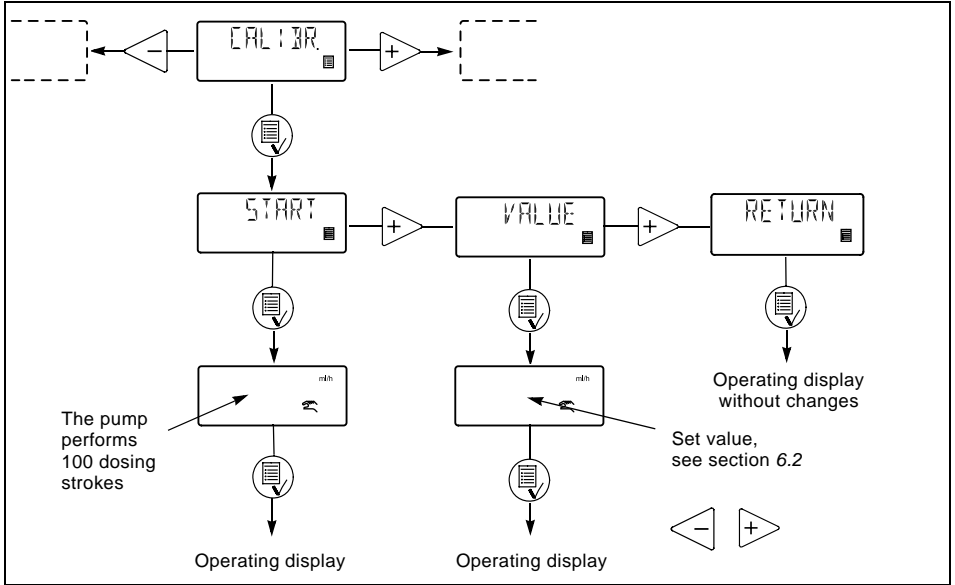 CALIBR.
−
+
START
+
VALUE
+
RETURN
ml/h
ml/h
The pump
performs
100 dosing
strokes
Set value,
see section 6.2
Operating display
without changes
−
+
Operating display
Operating display